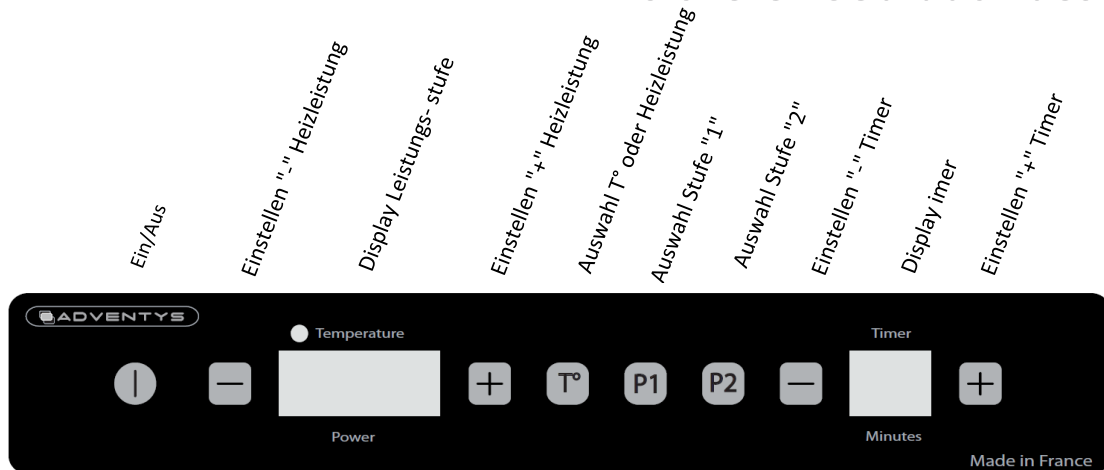 Ein/Aus
Einstellen "-" Heizleistung
Display Leistungs- stufe
Einstellen "+" Heizleistung
Auswahl T° oder Heizleistung
Auswahl Stufe "1"
Auswahl Stufe "2"
Einstellen "-" Timer
Display imer
Einstellen "+" Timer
ADVENTYS
Temperature
Timer
T° P1 P2
Power
Minutes
Made in France